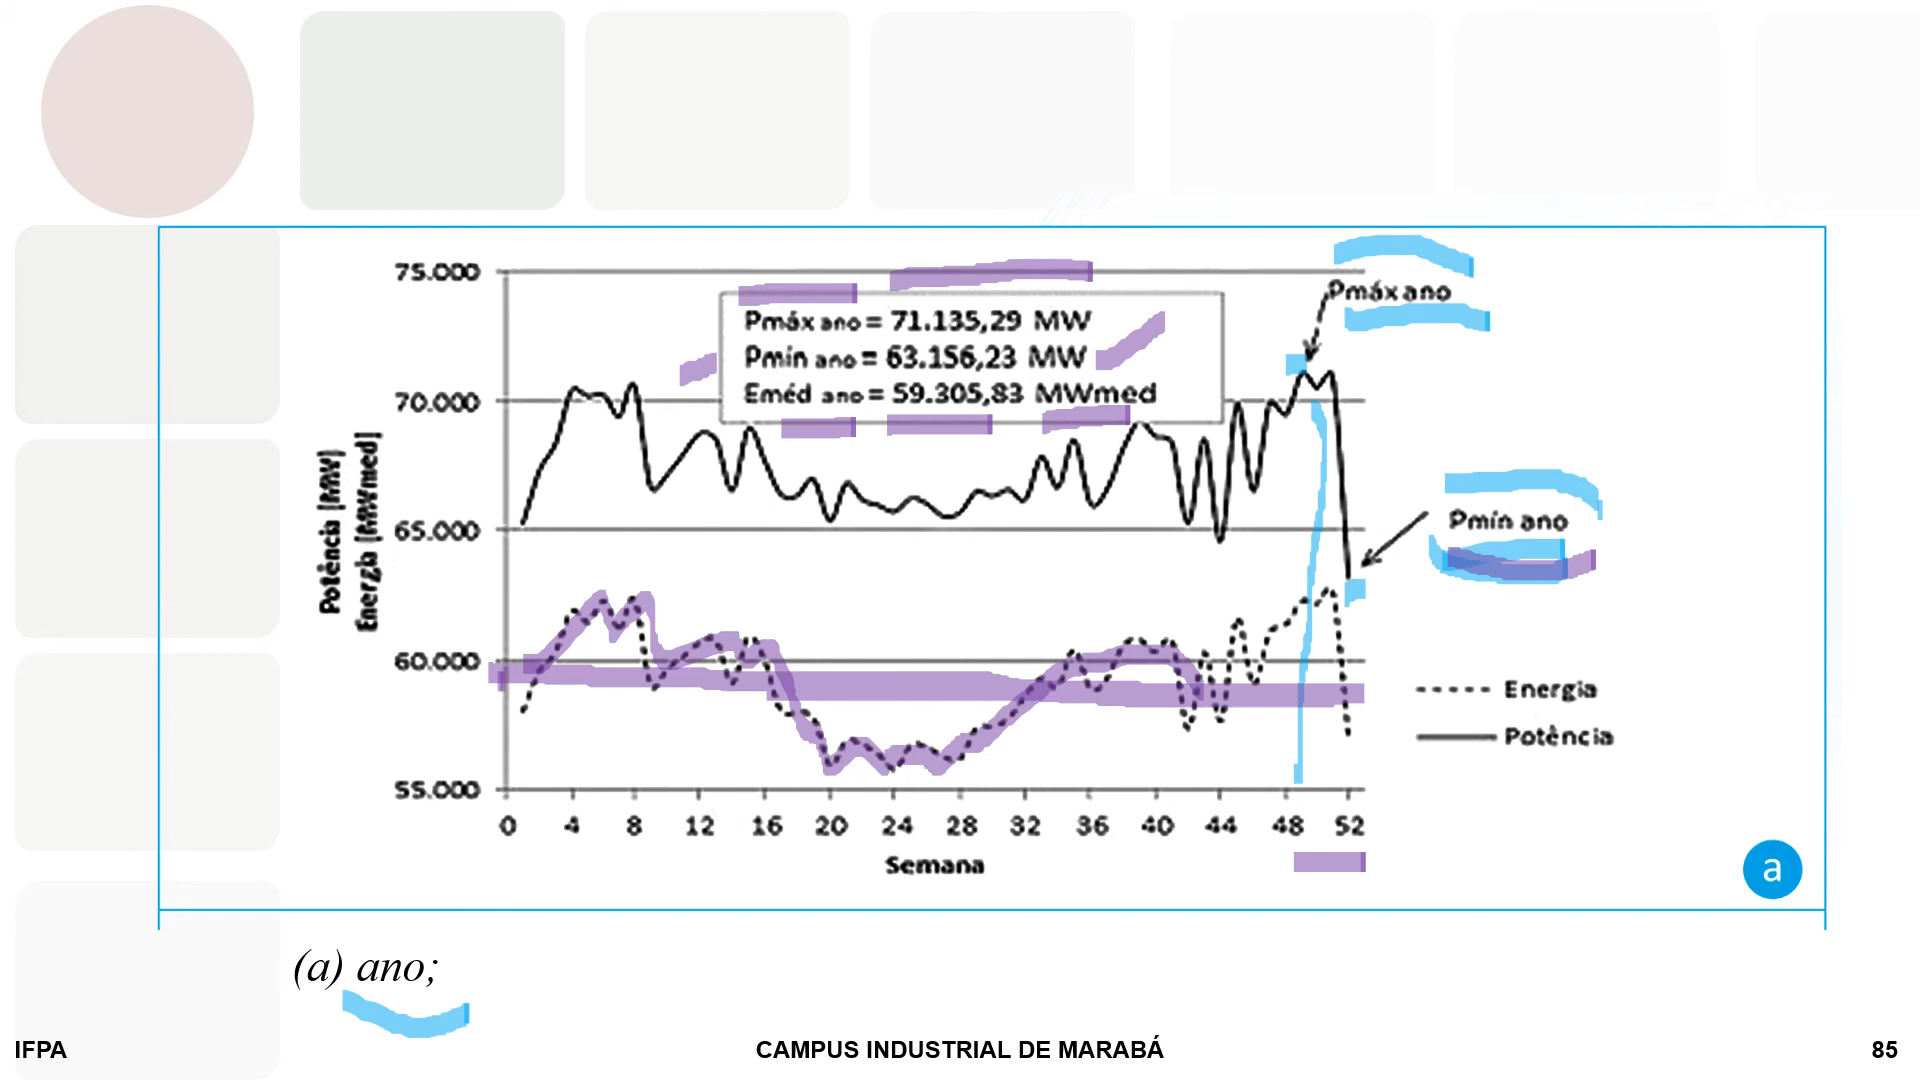 75.000
Pmáx ano
Pmáx ano = 71.135,29 MW
Pmín ano = 63.156,23 MW
Eméd ano = 59.305,83 MWmed
70.000
Potência [MW]
Energia [MWmed]
65.000
Pmín ano
60.000
Energia
Potência
55.000
0 4 8 12 16 20 24 28 32 36 40 44 48 52
Semana
a
(a) ano;
IFPA CAMPUS INDUSTRIAL DE MARABÁ 85